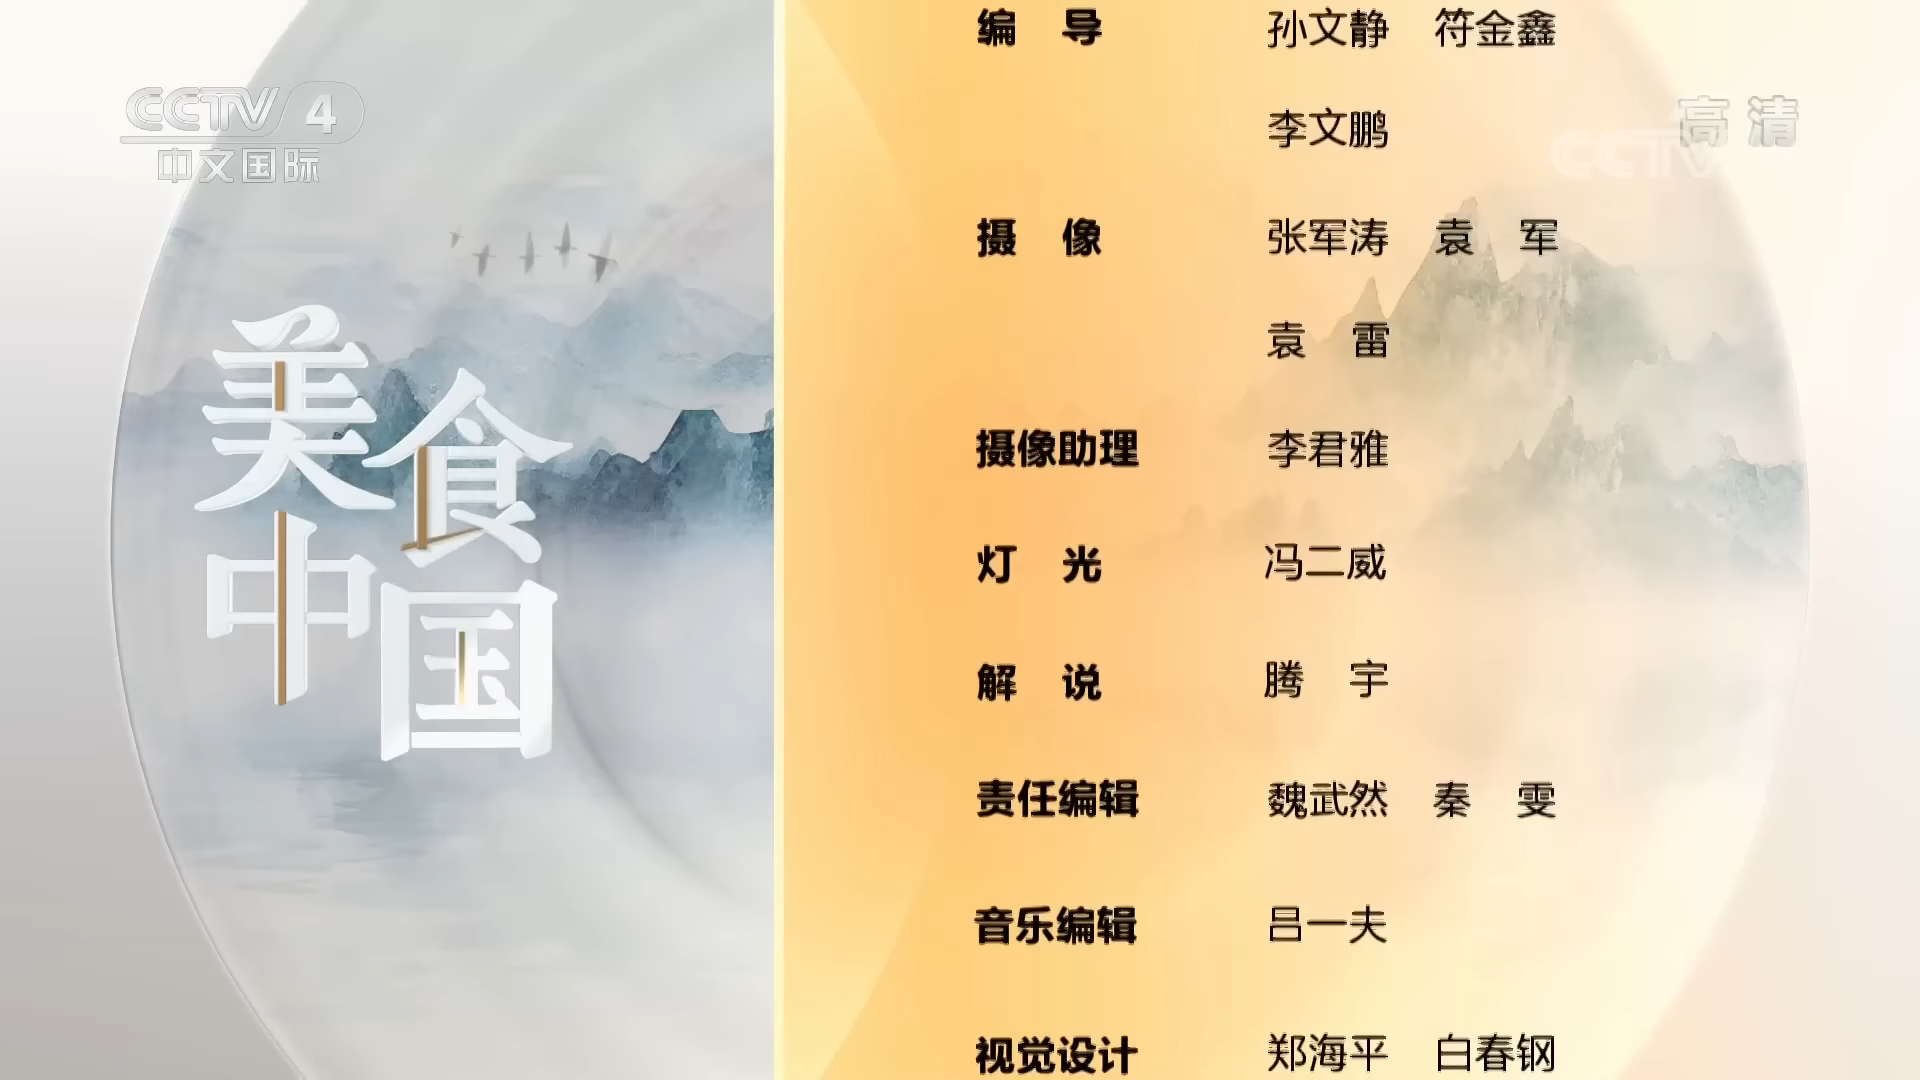 CCTV 4
中文国际
高清
CCTV
美食
中国
编 导 孙文静 符金鑫
李文鹏
摄 像 张军涛 袁 军
袁 雷
摄像助理 李君雅
灯 光 冯二威
解 说 腾 宇
责任编辑 魏武然 秦 雯
音乐编辑 吕一夫
视觉设计 郑海平 白春钢